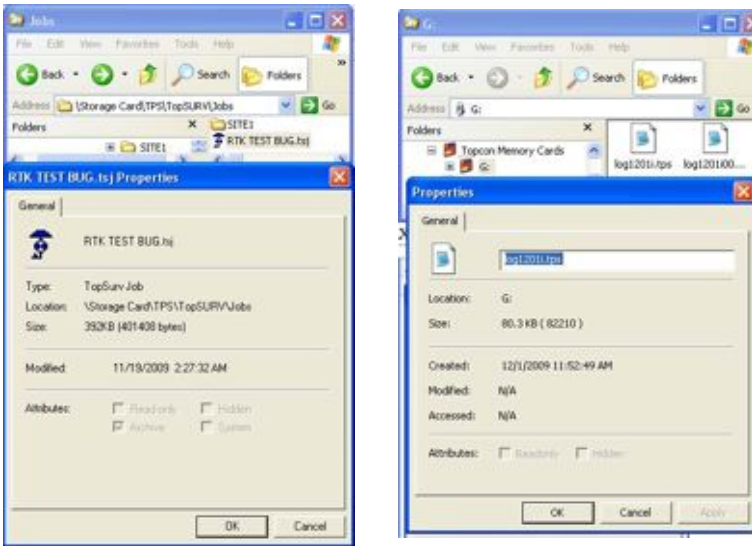 Jobs
File Edit View Favorites Tools Help
Back Search Folders
Address \Storage Card\TPS\TopSURV\Jobs Go
Folders x SITE1
SITE1 RTK TEST BUG.tsj
RTK TEST BUG.tsj Properties
General
RTK TEST BUG.tsj
Type: TopSurv Job
Location: \Storage Card\TPS\TopSURV\Jobs
Size: 392KB (401408 bytes)
Modified: 11/19/2009 2:27:32 AM
Attributes: Read only Hidden
Archive System
OK Cancel
G:
File Edit View Favorites Tools Help
Back Search Folders
Address G: Go
Folders x
Topcon Memory Cards
G: log1201i.tps log1201i00....
Properties
General
log1201i.tps
Location: G:
Size: 80.3 KB ( 82210 )
Created: 12/1/2009 11:52:49 AM
Modified: N/A
Accessed: N/A
Attributes: Readonly Hidden
OK Cancel Apply